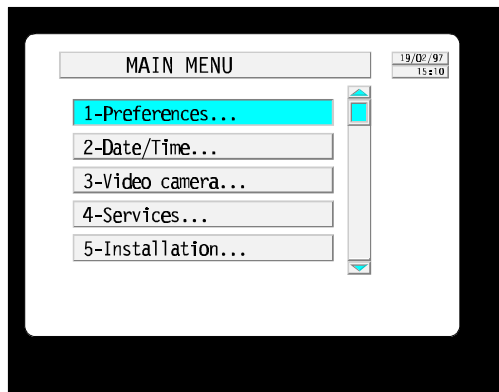 MAIN MENU
19/02/97
15:10
1-Preferences...
2-Date/Time...
3-Video camera...
4-Services...
5-Installation...